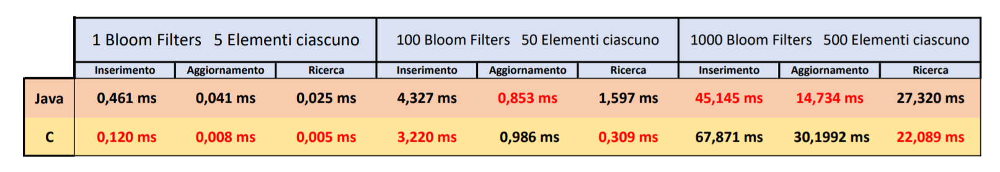 1 Bloom Filters 5 Elementi ciascuno 100 Bloom Filters 50 Elementi ciascuno 1000 Bloom Filters 500 Elementi ciascuno
Inserimento Aggiornamento Ricerca Inserimento Aggiornamento Ricerca Inserimento Aggiornamento Ricerca
Java 0,461 ms 0,041 ms 0,025 ms 4,327 ms 0,853 ms 1,597 ms 45,145 ms 14,734 ms 27,320 ms
C 0,120 ms 0,008 ms 0,005 ms 3,220 ms 0,986 ms 0,309 ms 67,871 ms 30,1992 ms 22,089 ms